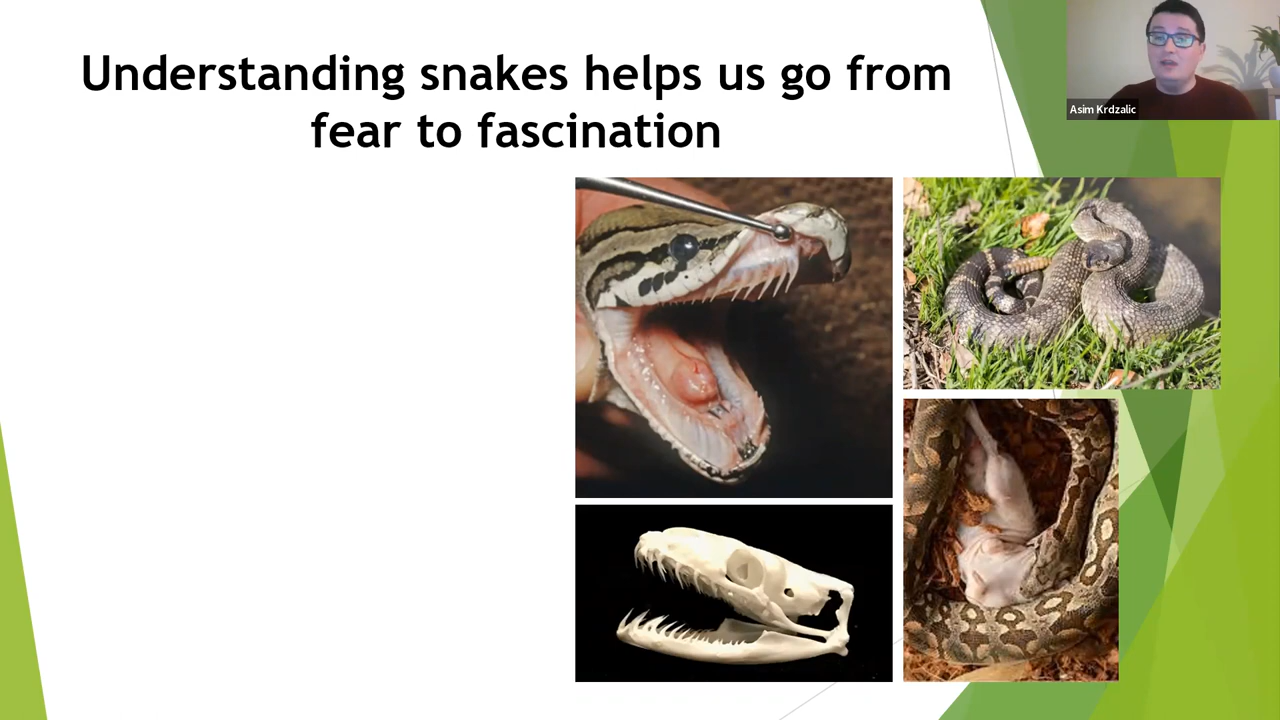 Understanding snakes helps us go from
fear to fascination
Asim Krdzalic